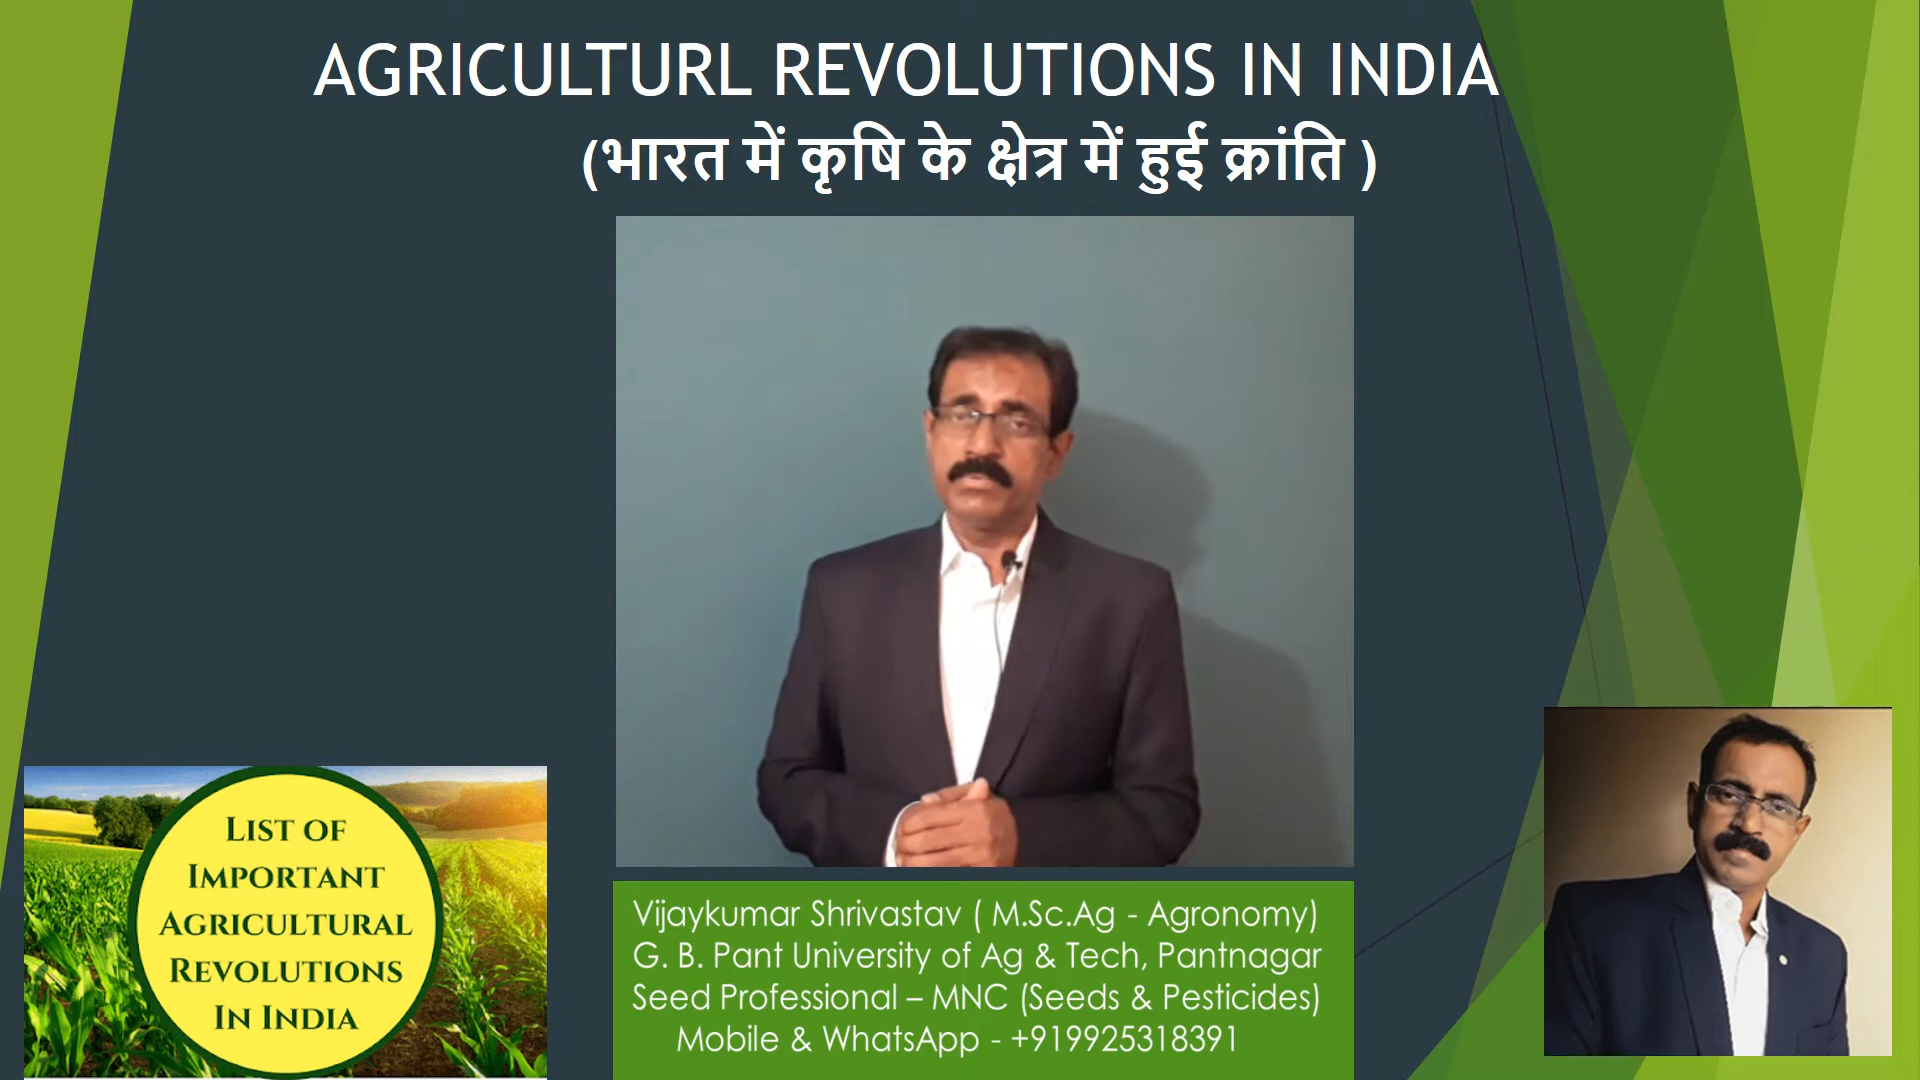 AGRICULTURL REVOLUTIONS IN INDIA
(भारत में कृषि के क्षेत्र में हुई क्रांति )
LIST OF
IMPORTANT
AGRICULTURAL
REVOLUTIONS
IN INDIA
Vijaykumar Shrivastav ( M.Sc.Ag - Agronomy)
G. B. Pant University of Ag & Tech, Pantnagar
Seed Professional – MNC (Seeds & Pesticides)
Mobile & WhatsApp - +919925318391